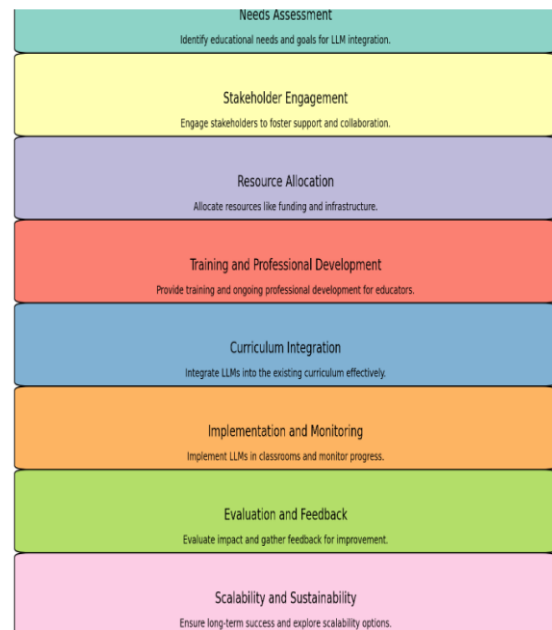 Needs Assessment
Identify educational needs and goals for LLM integration.
Stakeholder Engagement
Engage stakeholders to foster support and collaboration.
Resource Allocation
Allocate resources like funding and infrastructure.
Training and Professional Development
Provide training and ongoing professional development for educators.
Curriculum Integration
Integrate LLMs into the existing curriculum effectively.
Implementation and Monitoring
Implement LLMs in classrooms and monitor progress.
Evaluation and Feedback
Evaluate impact and gather feedback for improvement.
Scalability and Sustainability
Ensure long-term success and explore scalability options.